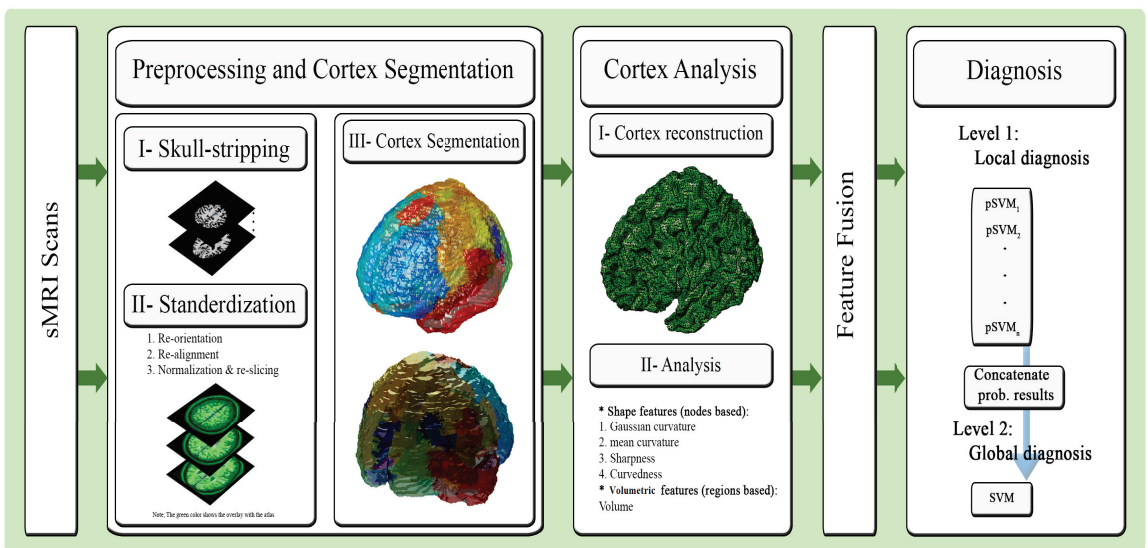 sMRI Scans
Preprocessing and Cortex Segmentation
I- Skull-stripping
II- Standerdization
1. Re-orientation
2. Re-alignment
3. Normalization & re-slicing
Note; The green color shows the overlay with the atlas
III- Cortex Segmentation
Cortex Analysis
I- Cortex reconstruction
II- Analysis
* Shape features (nodes based):
1. Gaussian curvature
2. mean curvature
3. Sharpness
4. Curvedness
* Volumetric features (regions based):
Volume
Feature Fusion
Diagnosis
Level 1:
Local diagnosis
pSVM₁
pSVM₂
.
.
.
pSVMₙ
Concatenate
prob. results
Level 2:
Global diagnosis
SVM